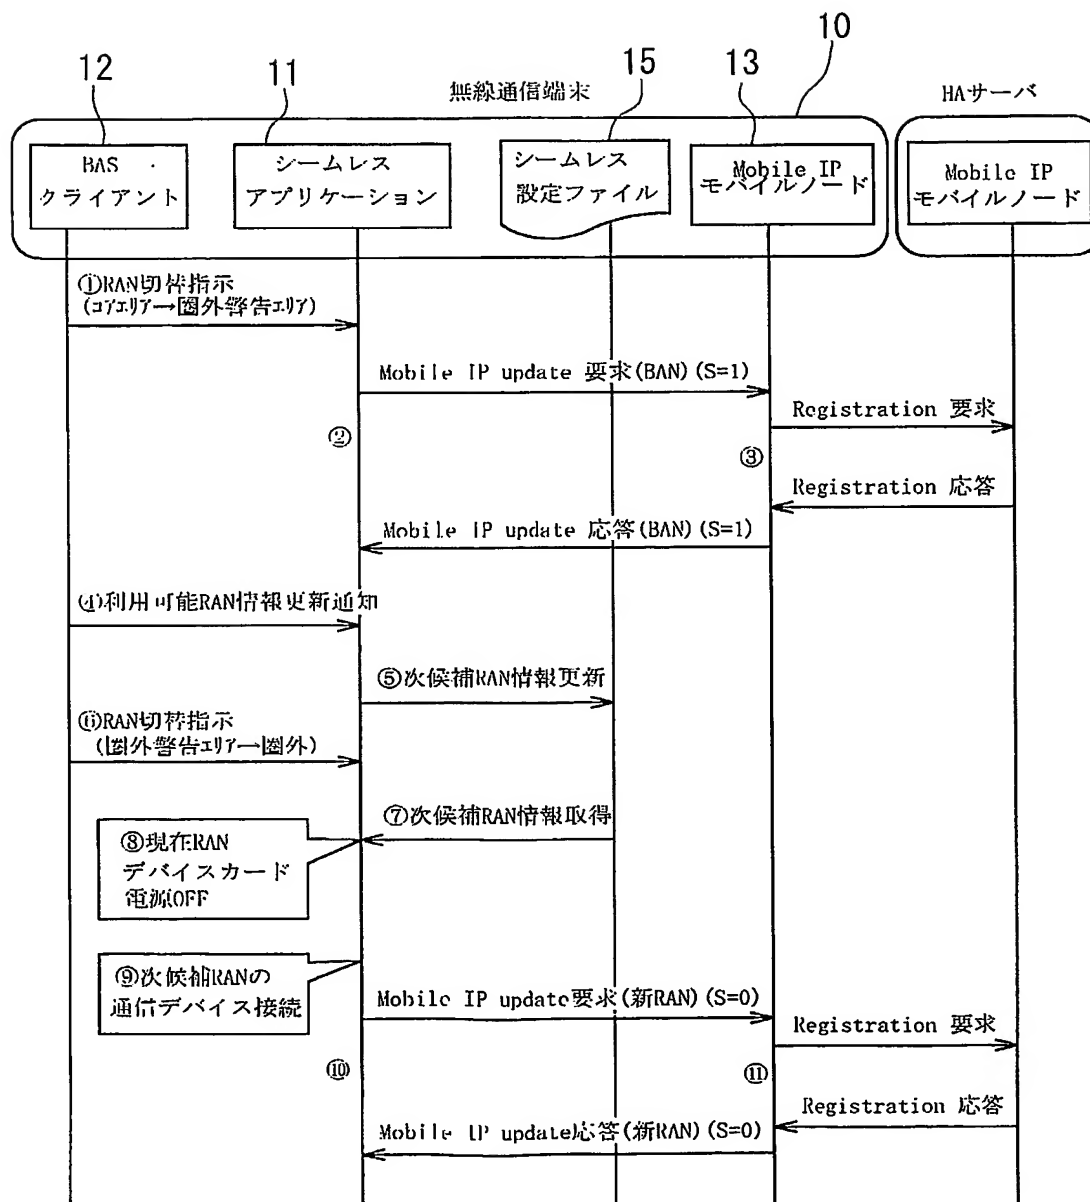 10
12
11
15
13
無線通信端末
HAサーバ
BAS
クライアント
シームレス
アプリケーション
シームレス
設定ファイル
Mobile IP
モバイルノード
Mobile IP
モバイルノード
①RAN切替指示
(コアエリア→圏外警告エリア)
Mobile IP update 要求(BAN)(S=1)
Registration 要求
②
③
Registration 応答
Mobile IP update 応答(BAN)(S=1)
④利用可能RAN情報更新通知
⑤次候補RAN情報更新
⑥RAN切替指示
(圏外警告エリア→圏外)
⑦次候補RAN情報取得
⑧現在RAN
デバイスカード
電源OFF
⑨次候補RANの
通信デバイス接続
Mobile IP update要求(新RAN)(S=0)
Registration 要求
⑩
⑪
Registration 応答
Mobile IP update応答(新RAN)(S=0)